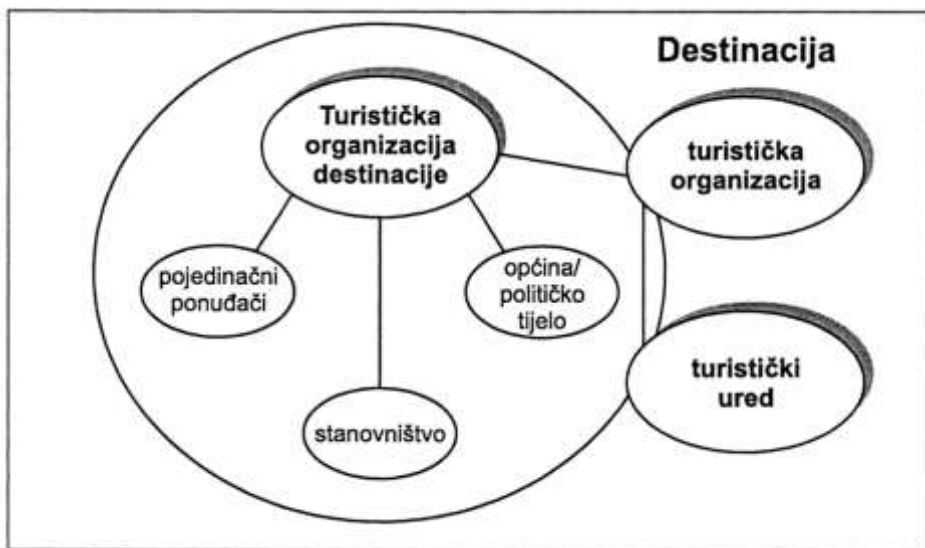 Destinacija
Turistička
organizacija
destinacije
turistička
organizacija
pojedinačni
ponuđači
općina/
političko
tijelo
turistički
ured
stanovništvo